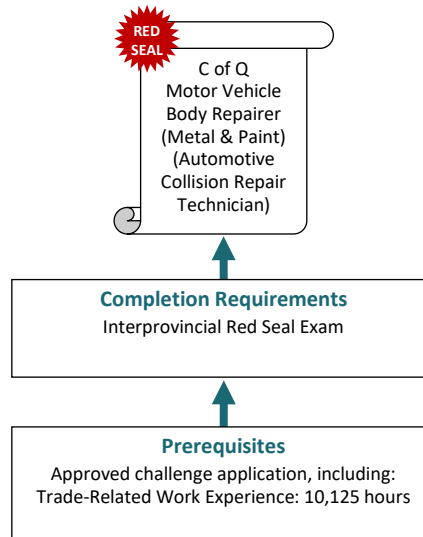 RED
SEAL
C of Q
Motor Vehicle
Body Repairer
(Metal & Paint)
(Automotive
Collision Repair
Technician)
Completion Requirements
Interprovincial Red Seal Exam
Prerequisites
Approved challenge application, including:
Trade-Related Work Experience: 10,125 hours